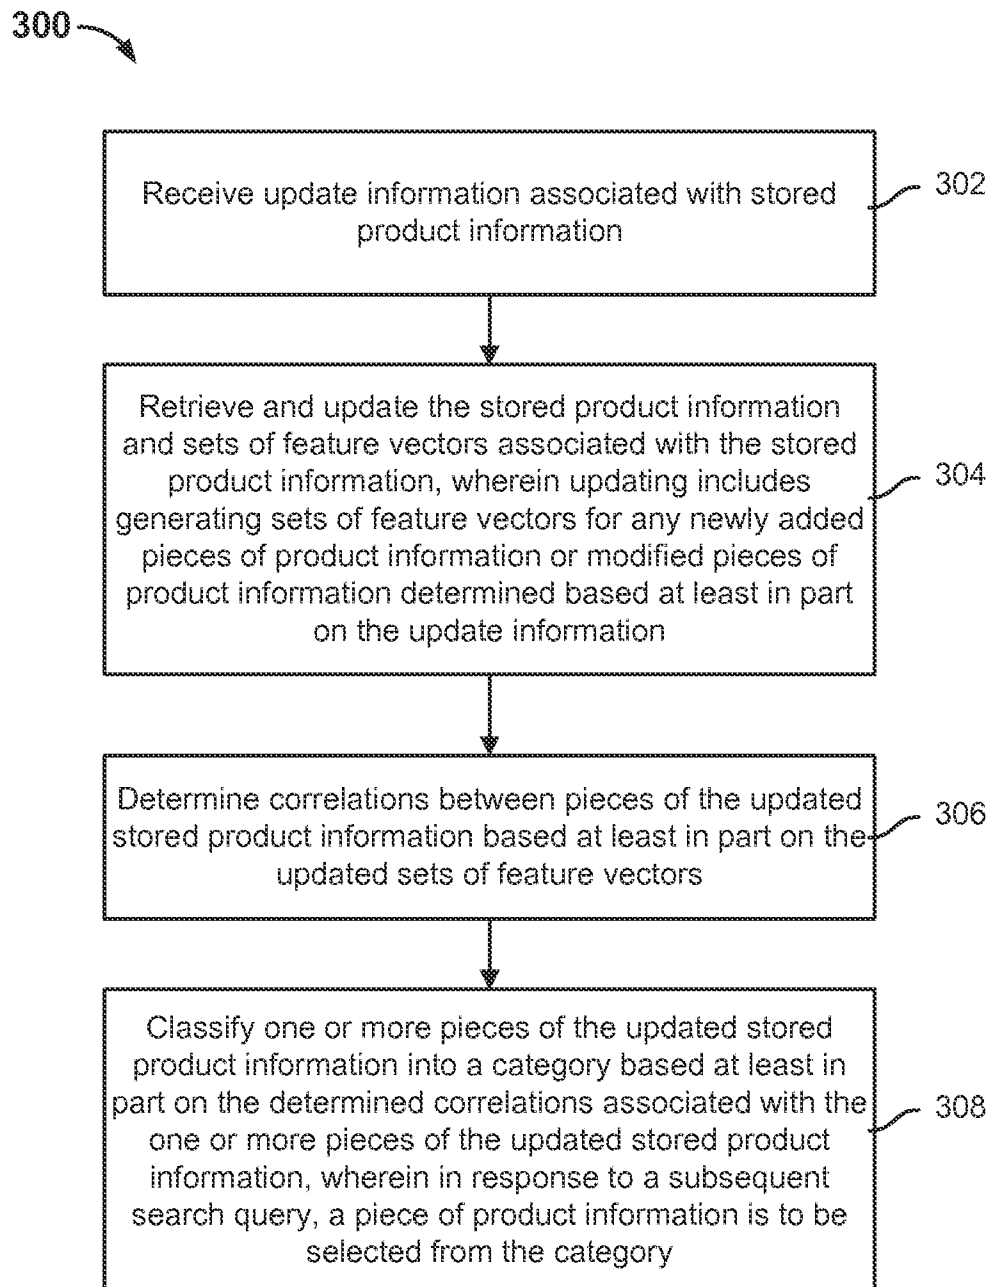 300
Receive update information associated with stored
product information
302
Retrieve and update the stored product information
and sets of feature vectors associated with the stored
product information, wherein updating includes
generating sets of feature vectors for any newly added
pieces of product information or modified pieces of
product information determined based at least in part
on the update information
304
Determine correlations between pieces of the updated
stored product information based at least in part on the
updated sets of feature vectors
306
Classify one or more pieces of the updated stored
product information into a category based at least in
part on the determined correlations associated with the
one or more pieces of the updated stored product
information, wherein in response to a subsequent
search query, a piece of product information is to be
selected from the category
308